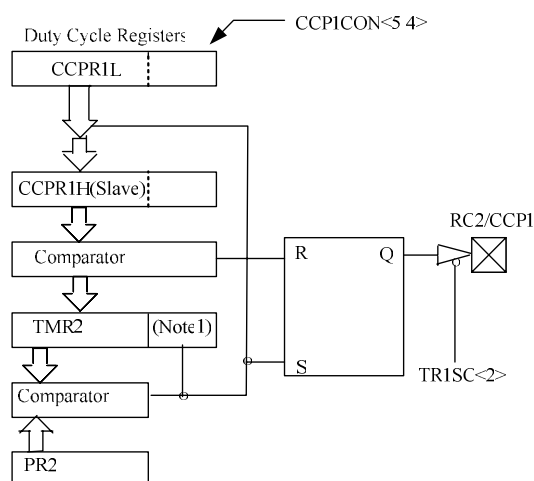 CCP1CON<5 4>
Duty Cycle Registers
CCPR1L
CCPR1H(Slave)
RC2/CCP1
Comparator
R
Q
TMR2
(Note1)
S
TR1SC<2>
Comparator
PR2